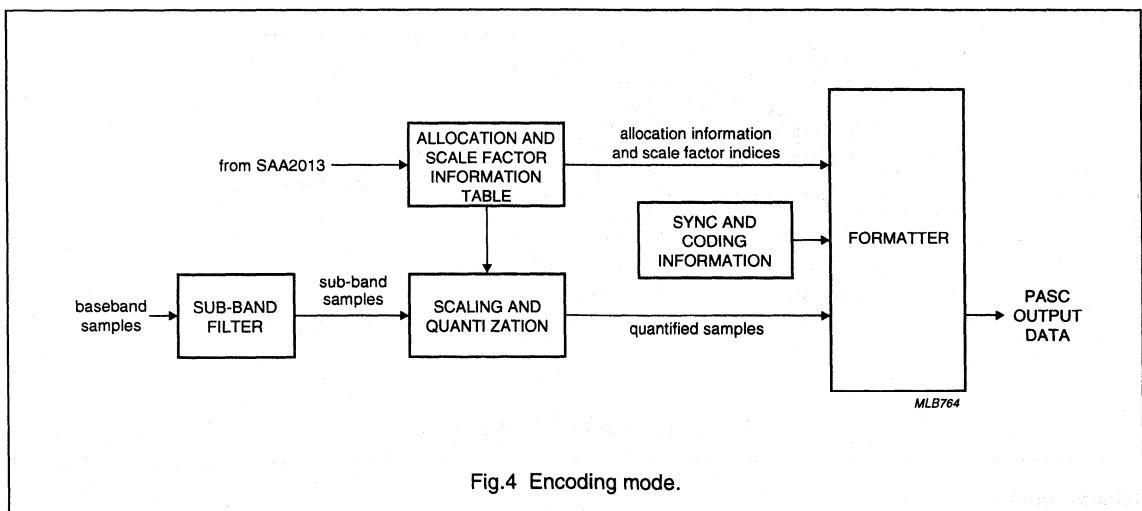 from SAA2013
ALLOCATION AND
SCALE FACTOR
INFORMATION
TABLE
allocation information
and scale factor indices
SYNC AND
CODING
INFORMATION
FORMATTER
baseband
samples
SUB-BAND
FILTER
sub-band
samples
SCALING AND
QUANTI ZATION
quantified samples
PASC
OUTPUT
DATA
MLB764
Fig.4 Encoding mode.